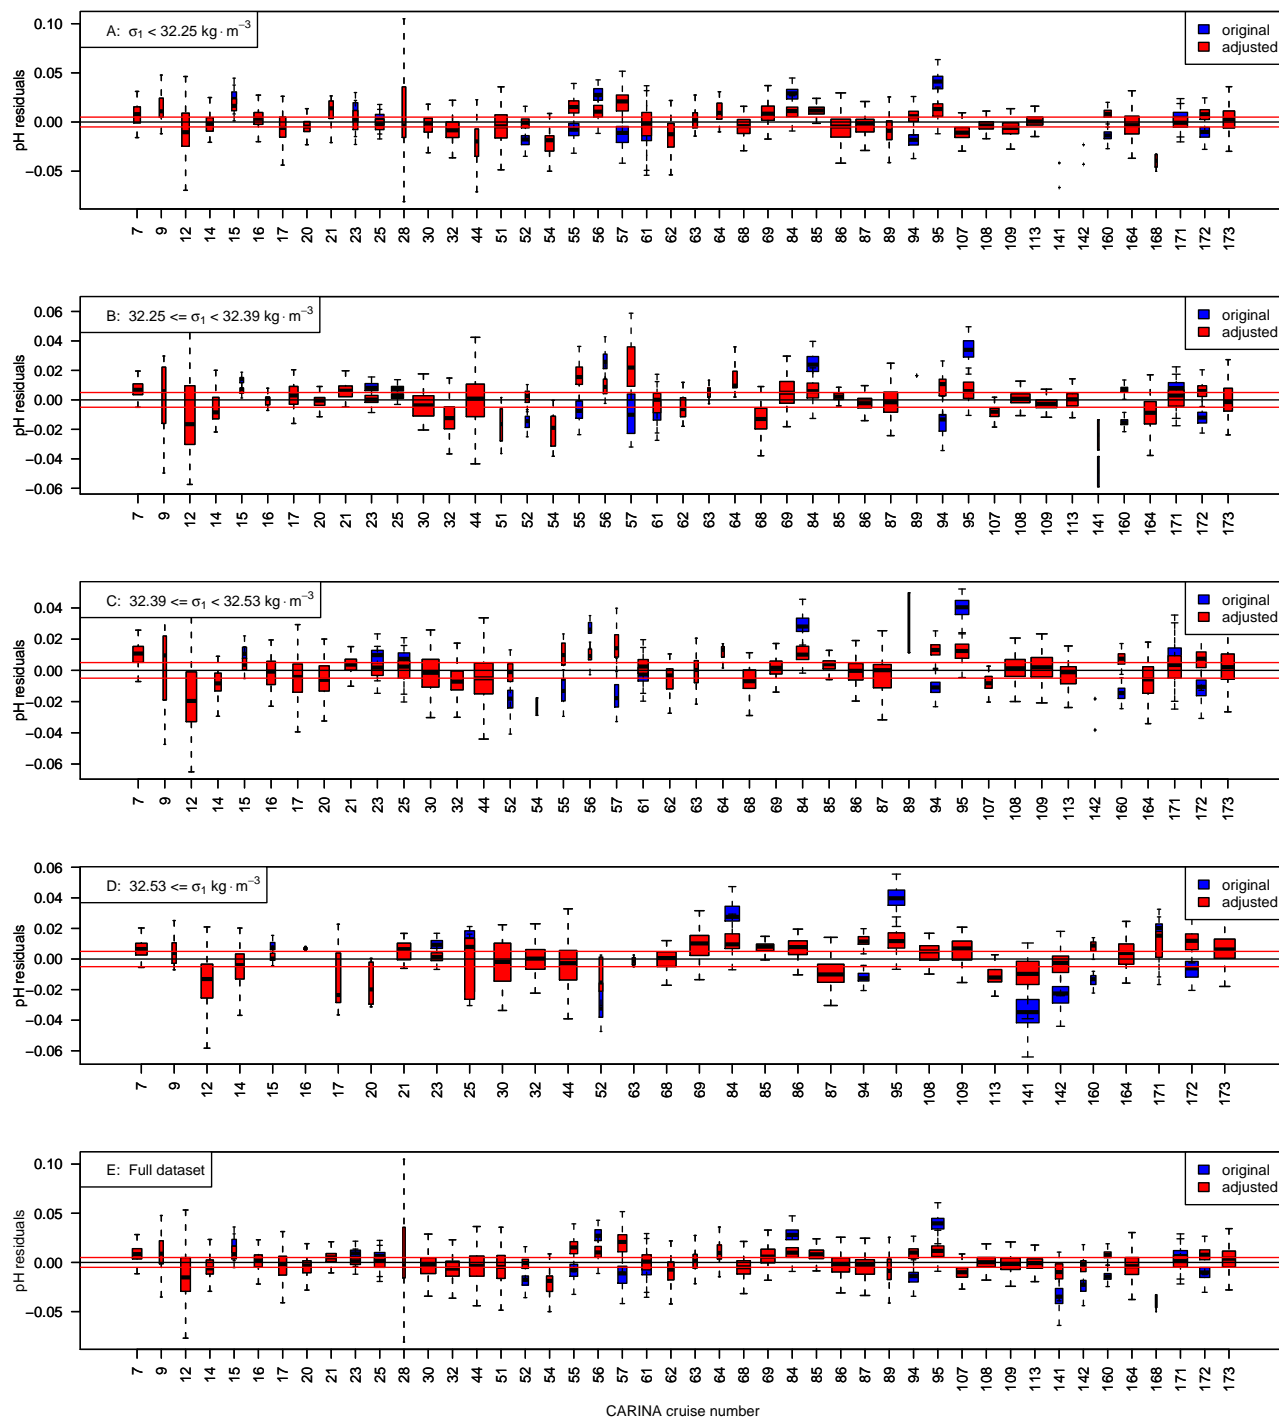 A: σ₁ < 32.25 kg · m⁻³
original
adjusted
pH residuals
0.10
0.05
0.00
−0.05
7 9 12 14 15 16 17 20 21 23 25 28 30 32 44 51 52 54 55 56 57 61 62 63 64 68 69 84 85 86 87 89 94 95 107 108 109 113 141 142 160 164 168 171 172 173
B: 32.25 <= σ₁ < 32.39 kg · m⁻³
original
adjusted
pH residuals
0.06
0.04
0.02
0.00
−0.02
−0.04
−0.06
7 9 12 14 15 16 17 20 21 23 25 30 32 44 51 52 54 55 56 57 61 62 63 64 68 69 84 85 86 87 89 94 95 107 108 109 113 141 160 164 171 172 173
C: 32.39 <= σ₁ < 32.53 kg · m⁻³
original
adjusted
pH residuals
0.04
0.02
0.00
−0.02
−0.04
−0.06
7 9 12 14 15 16 17 20 21 23 25 30 32 44 52 54 55 56 57 61 62 63 64 68 69 84 85 86 87 89 94 95 107 108 109 113 142 160 164 171 172 173
D: 32.53 <= σ₁ kg · m⁻³
original
adjusted
pH residuals
0.06
0.04
0.02
0.00
−0.02
−0.04
−0.06
7 9 12 14 15 16 17 20 21 23 25 30 32 44 52 63 68 69 84 85 86 87 94 95 108 109 113 141 142 160 164 171 172 173
E: Full dataset
original
adjusted
pH residuals
0.10
0.05
0.00
−0.05
7 9 12 14 15 16 17 20 21 23 25 28 30 32 44 51 52 54 55 56 57 61 62 63 64 68 69 84 85 86 87 89 94 95 107 108 109 113 141 142 160 164 168 171 172 173
CARINA cruise number